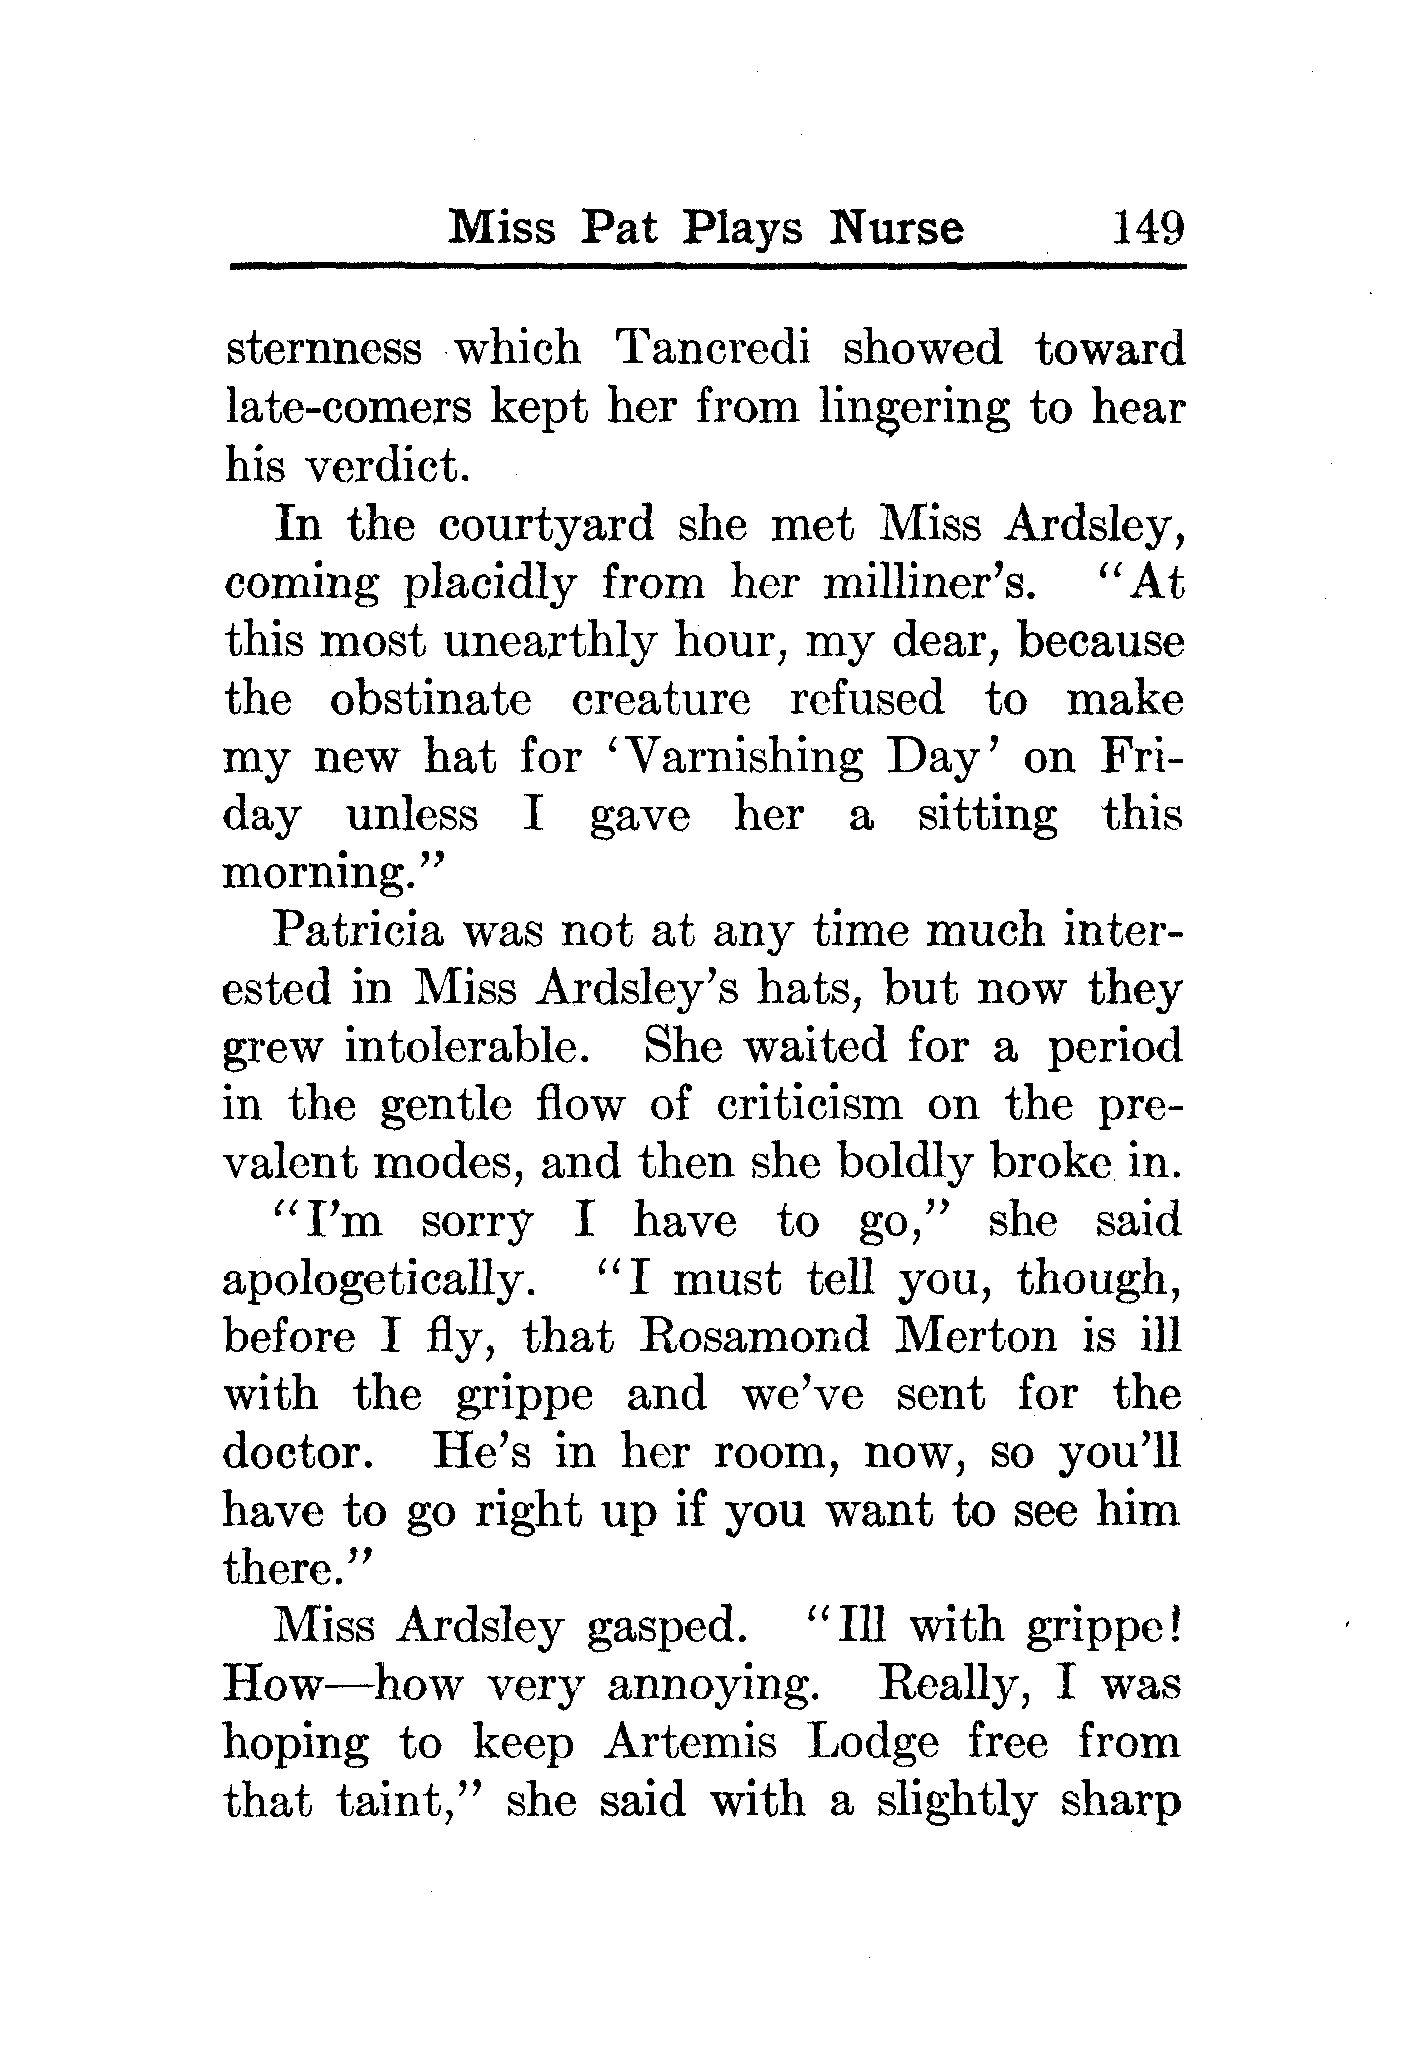 Miss Pat Plays Nurse 149
sternness which Tancredi showed toward
late-comers kept her from lingering to hear
his verdict.
In the courtyard she met Miss Ardsley,
coming placidly from her milliner's. "At
this most unearthly hour, my dear, because
the obstinate creature refused to make
my new hat for 'Varnishing Day' on Fri-
day unless I gave her a sitting this
morning."
Patricia was not at any time much inter-
ested in Miss Ardsley's hats, but now they
grew intolerable. She waited for a period
in the gentle flow of criticism on the pre-
valent modes, and then she boldly broke in.
"I'm sorry I have to go," she said
apologetically. "I must tell you, though,
before I fly, that Rosamond Merton is ill
with the grippe and we've sent for the
doctor. He's in her room, now, so you'll
have to go right up if you want to see him
there."
Miss Ardsley gasped. "Ill with grippe!
How—how very annoying. Really, I was
hoping to keep Artemis Lodge free from
that taint," she said with a slightly sharp